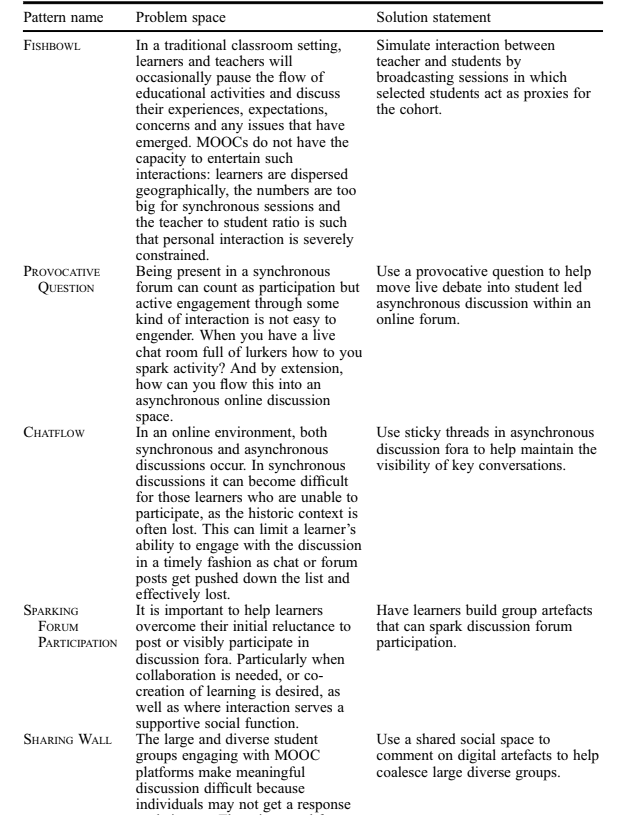 Pattern name Problem space Solution statement
FISHBOWL In a traditional classroom setting, Simulate interaction between
learners and teachers will teacher and students by
occasionally pause the flow of broadcasting sessions in which
educational activities and discuss selected students act as proxies for
their experiences, expectations, the cohort.
concerns and any issues that have
emerged. MOOCs do not have the
capacity to entertain such
interactions: learners are dispersed
geographically, the numbers are too
big for synchronous sessions and
the teacher to student ratio is such
that personal interaction is severely
constrained.
PROVOCATIVE Being present in a synchronous Use a provocative question to help
QUESTION forum can count as participation but move live debate into student led
active engagement through some asynchronous discussion within an
kind of interaction is not easy to online forum.
engender. When you have a live
chat room full of lurkers how to you
spark activity? And by extension,
how can you flow this into an
asynchronous online discussion
space.
CHATFLOW In an online environment, both Use sticky threads in asynchronous
synchronous and asynchronous discussion fora to help maintain the
discussions occur. In synchronous visibility of key conversations.
discussions it can become difficult
for those learners who are unable to
participate, as the historic context is
often lost. This can limit a learner's
ability to engage with the discussion
in a timely fashion as chat or forum
posts get pushed down the list and
effectively lost.
SPARKING It is important to help learners Have learners build group artefacts
FORUM overcome their initial reluctance to that can spark discussion forum
PARTICIPATION post or visibly participate in participation.
discussion fora. Particularly when
collaboration is needed, or co-
creation of learning is desired, as
well as where interaction serves a
supportive social function.
SHARING WALL The large and diverse student Use a shared social space to
groups engaging with MOOC comment on digital artefacts to help
platforms make meaningful coalesce large diverse groups.
discussion difficult because
individuals may not get a response